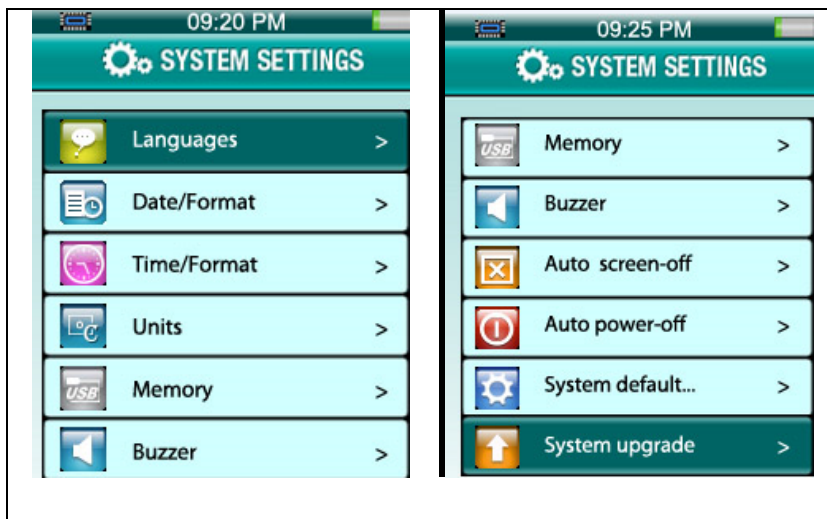 09:20 PM
SYSTEM SETTINGS
Languages >
Date/Format >
Time/Format >
Units >
USB Memory >
Buzzer >
09:25 PM
SYSTEM SETTINGS
USB Memory >
Buzzer >
Auto screen-off >
Auto power-off >
System default... >
System upgrade >